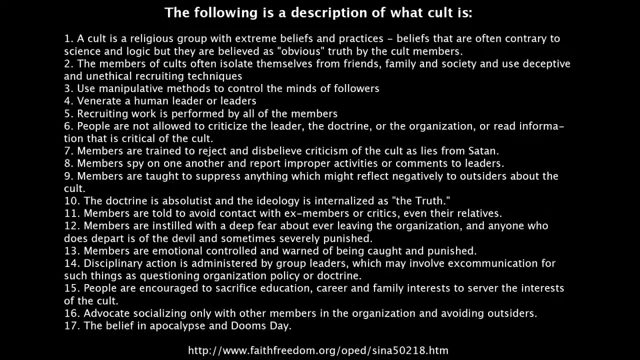 The following is a description of what cult is:
1. A cult is a religious group with extreme beliefs and practices - beliefs that are often contrary to
science and logic but they are believed as "obvious" truth by the cult members.
2. The members of cults often isolate themselves from friends, family and society and use deceptive
and unethical recruiting techniques
3. Use manipulative methods to control the minds of followers
4. Venerate a human leader or leaders
5. Recruiting work is performed by all of the members
6. People are not allowed to criticize the leader, the doctrine, or the organization, or read informa-
tion that is critical of the cult.
7. Members are trained to reject and disbelieve criticism of the cult as lies from Satan.
8. Members spy on one another and report improper activities or comments to leaders.
9. Members are taught to suppress anything which might reflect negatively to outsiders about the
cult.
10. The doctrine is absolutist and the ideology is internalized as "the Truth."
11. Members are told to avoid contact with ex-members or critics, even their relatives.
12. Members are instilled with a deep fear about ever leaving the organization, and anyone who
does depart is of the devil and sometimes severely punished.
13. Members are emotional controlled and warned of being caught and punished.
14. Disciplinary action is administered by group leaders, which may involve excommunication for
such things as questioning organization policy or doctrine.
15. People are encouraged to sacrifice education, career and family interests to server the interests
of the cult.
16. Advocate socializing only with other members in the organization and avoiding outsiders.
17. The belief in apocalypse and Dooms Day.
http://www.faithfreedom.org/oped/sina50218.htm